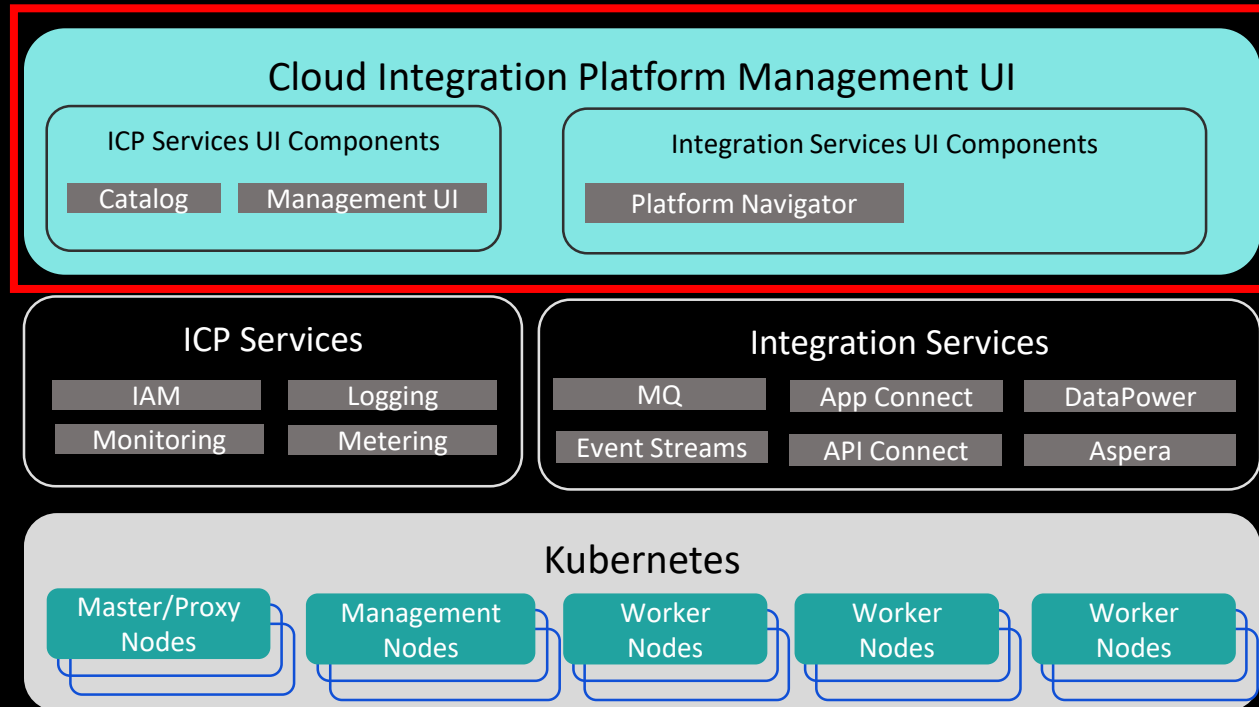 Cloud Integration Platform Management UI
ICP Services UI Components
Catalog
Management UI
Integration Services UI Components
Platform Navigator
ICP Services
IAM
Logging
Monitoring
Metering
Integration Services
MQ
App Connect
DataPower
Event Streams
API Connect
Aspera
Kubernetes
Master/Proxy
Nodes
Management
Nodes
Worker
Nodes
Worker
Nodes
Worker
Nodes